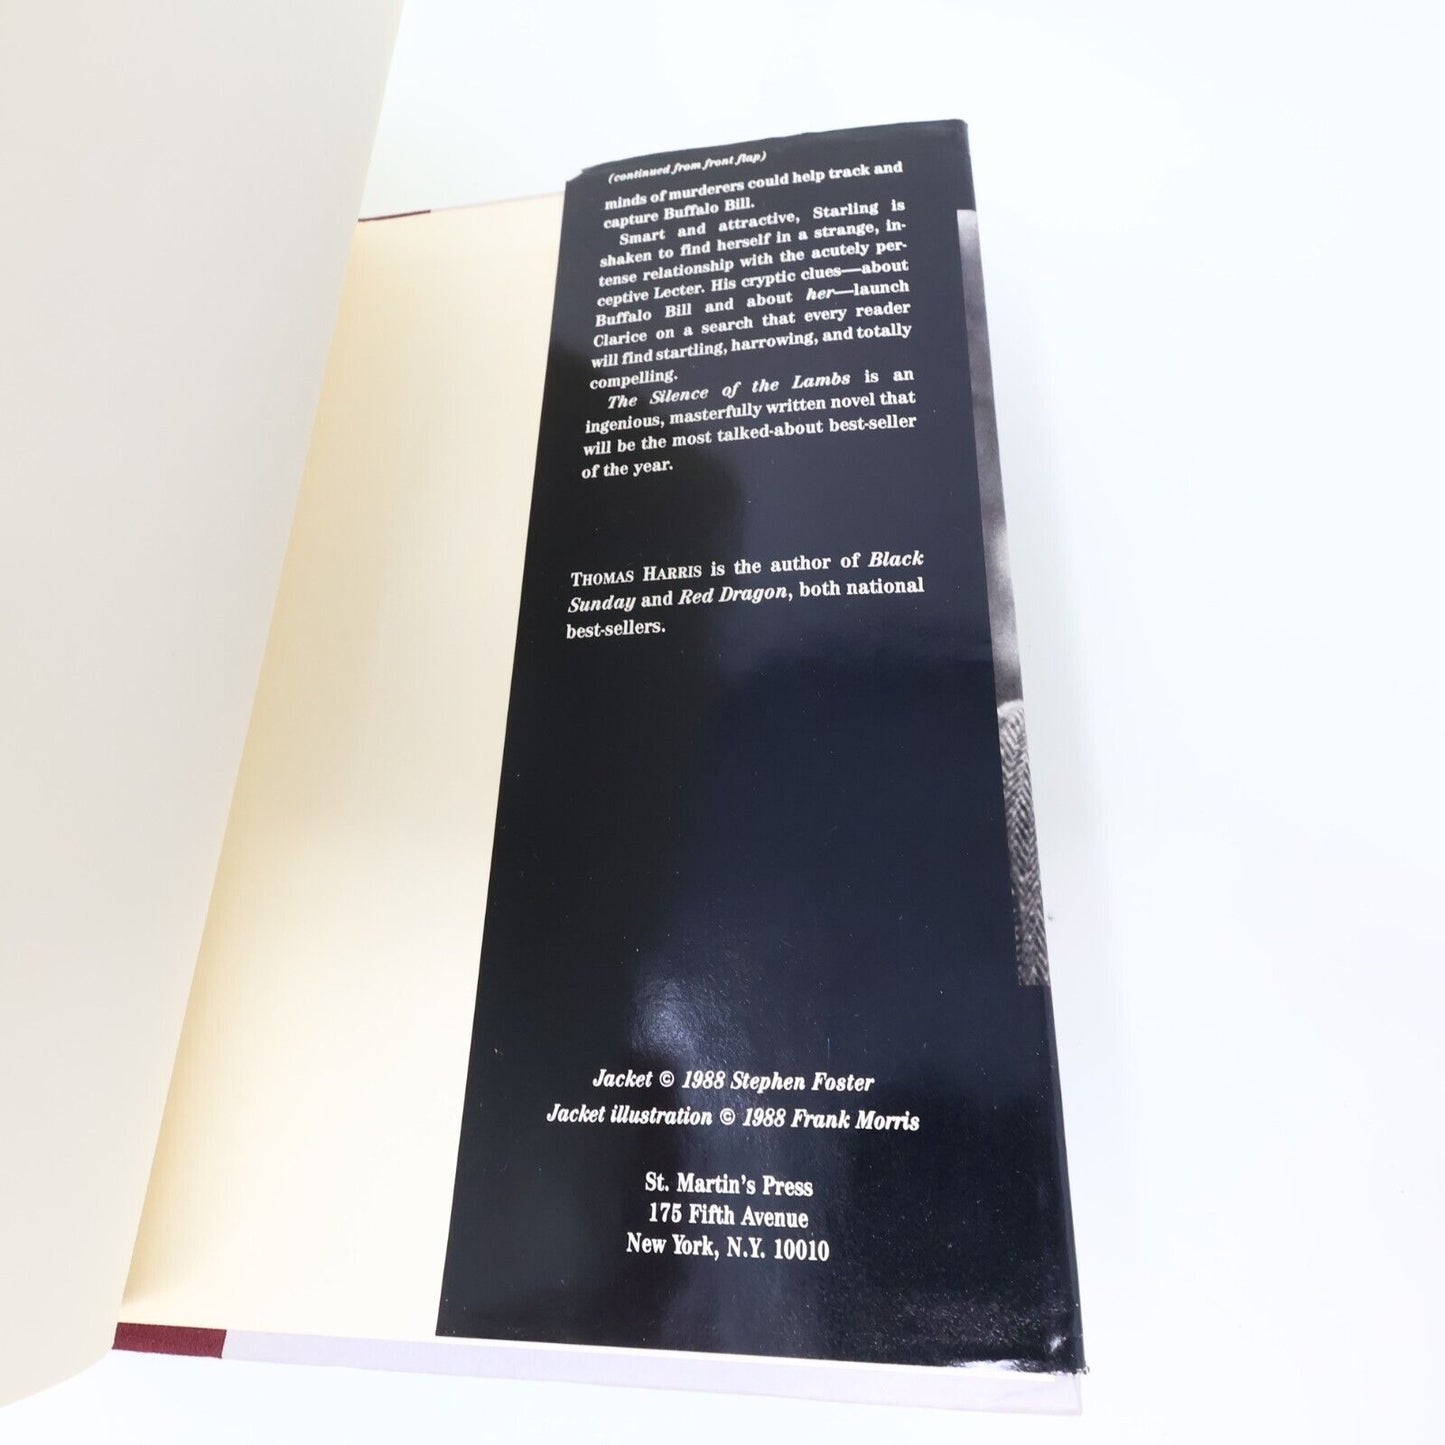 (continued from front flap)
minds of murderers could help track and
capture Buffalo Bill.
Smart and attractive, Starling is
shaken to find herself in a strange, in-
tense relationship with the acutely per-
ceptive Lecter. His cryptic clues—about
Buffalo Bill and about her—launch
Clarice on a search that every reader
will find startling, harrowing, and totally
compelling.
The Silence of the Lambs is an
ingenious, masterfully written novel that
will be the most talked-about best-seller
of the year.
THOMAS HARRIS is the author of Black
Sunday and Red Dragon, both national
best-sellers.
Jacket © 1988 Stephen Foster
Jacket illustration © 1988 Frank Morris
St. Martin's Press
175 Fifth Avenue
New York, N.Y. 10010